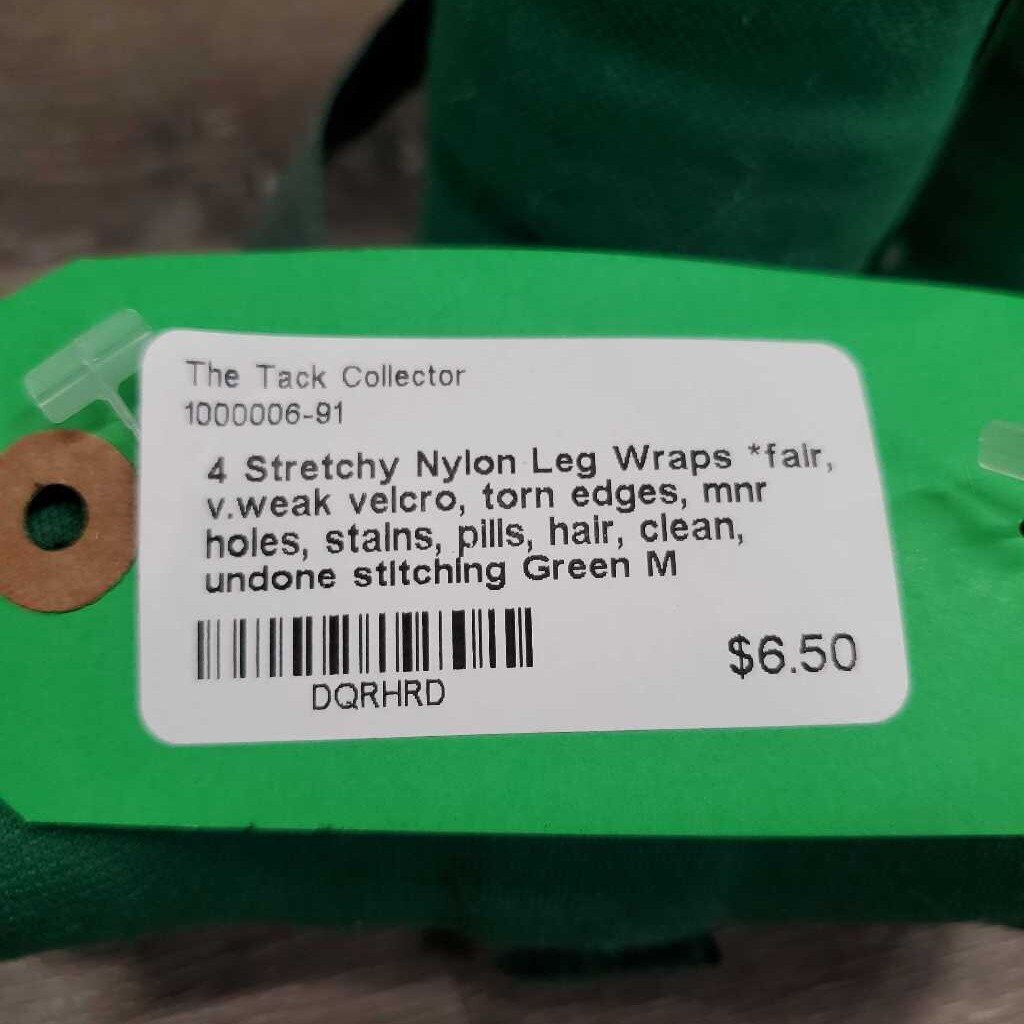 The Tack Collector
1000006-91
4 Stretchy Nylon Leg Wraps *fair,
v.weak velcro, torn edges, mnr
holes, stains, pills, hair, clean,
undone stitching Green M
DQRHRD
$6.50